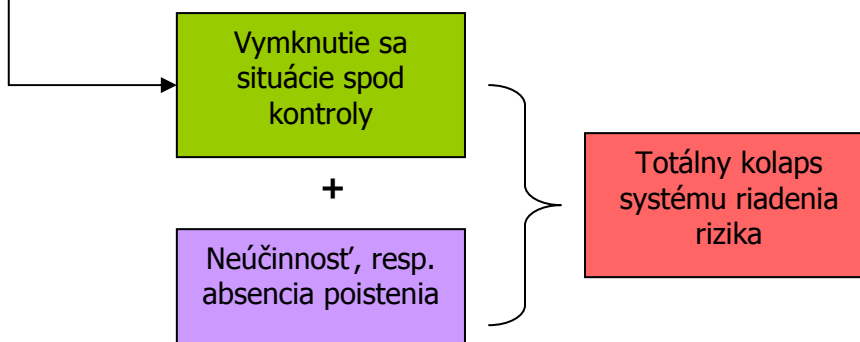 Vymknutie sa
situácie spod
kontroly
+
Neúčinnosť, resp.
absencia poistenia
Totálny kolaps
systému riadenia
rizika